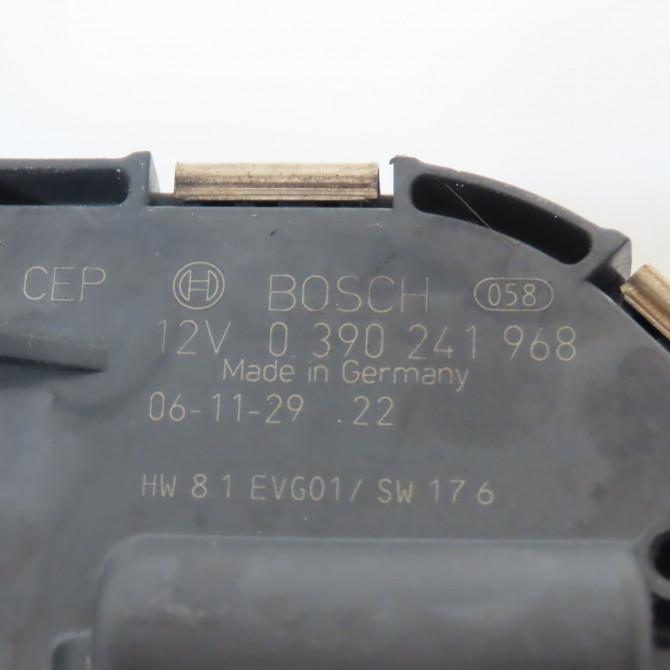 CEP BOSCH 058
12V 0 390 241 968
Made in Germany
06-11-29 .22
HW 8.1 EVG01/ SW 17.6